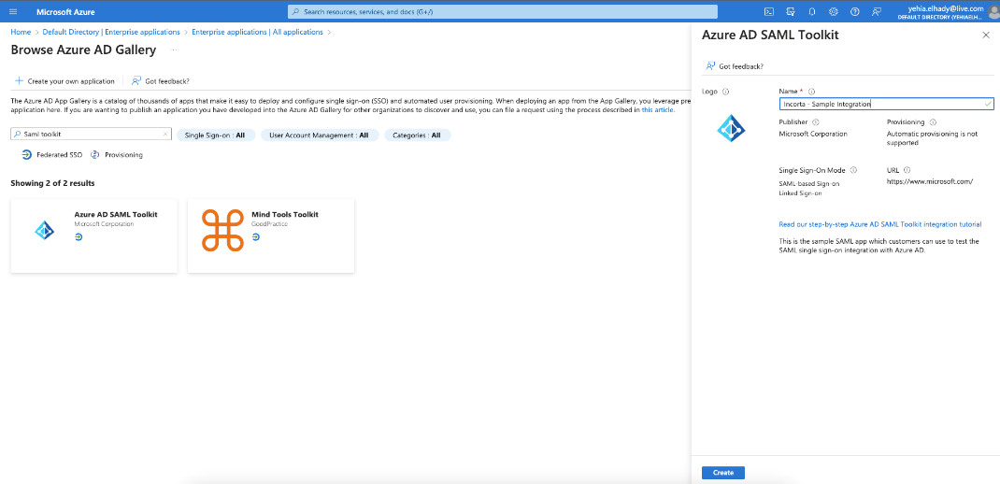 Microsoft Azure
Search resources, services, and docs (G+/)
yehia.elhady@live.com
DEFAULT DIRECTORY (YEHIAELH...
Home > Default Directory | Enterprise applications > Enterprise applications | All applications >
Browse Azure AD Gallery ...
+ Create your own application
Got feedback?
The Azure AD App Gallery is a catalog of thousands of apps that make it easy to deploy and configure single sign-on (SSO) and automated user provisioning. When deploying an app from the App Gallery, you leverage pre
application here. If you are wanting to publish an application you have developed into the Azure AD Gallery for other organizations to discover and use, you can file a request using the process described in this article.
Saml toolkit
Single Sign-on : All
User Account Management : All
Categories : All
Federated SSO
Provisioning
Showing 2 of 2 results
Azure AD SAML Toolkit
Microsoft Corporation
Mind Tools Toolkit
GoodPractice
Azure AD SAML Toolkit
Got feedback?
Logo
Name *
Incorta - Sample Integration
Publisher
Microsoft Corporation
Provisioning
Automatic provisioning is not
supported
Single Sign-On Mode
SAML-based Sign-on
Linked Sign-on
URL
https://www.microsoft.com/
Read our step-by-step Azure AD SAML Toolkit integration tutorial
This is the sample SAML app which customers can use to test the
SAML single sign-on integration with Azure AD.
Create